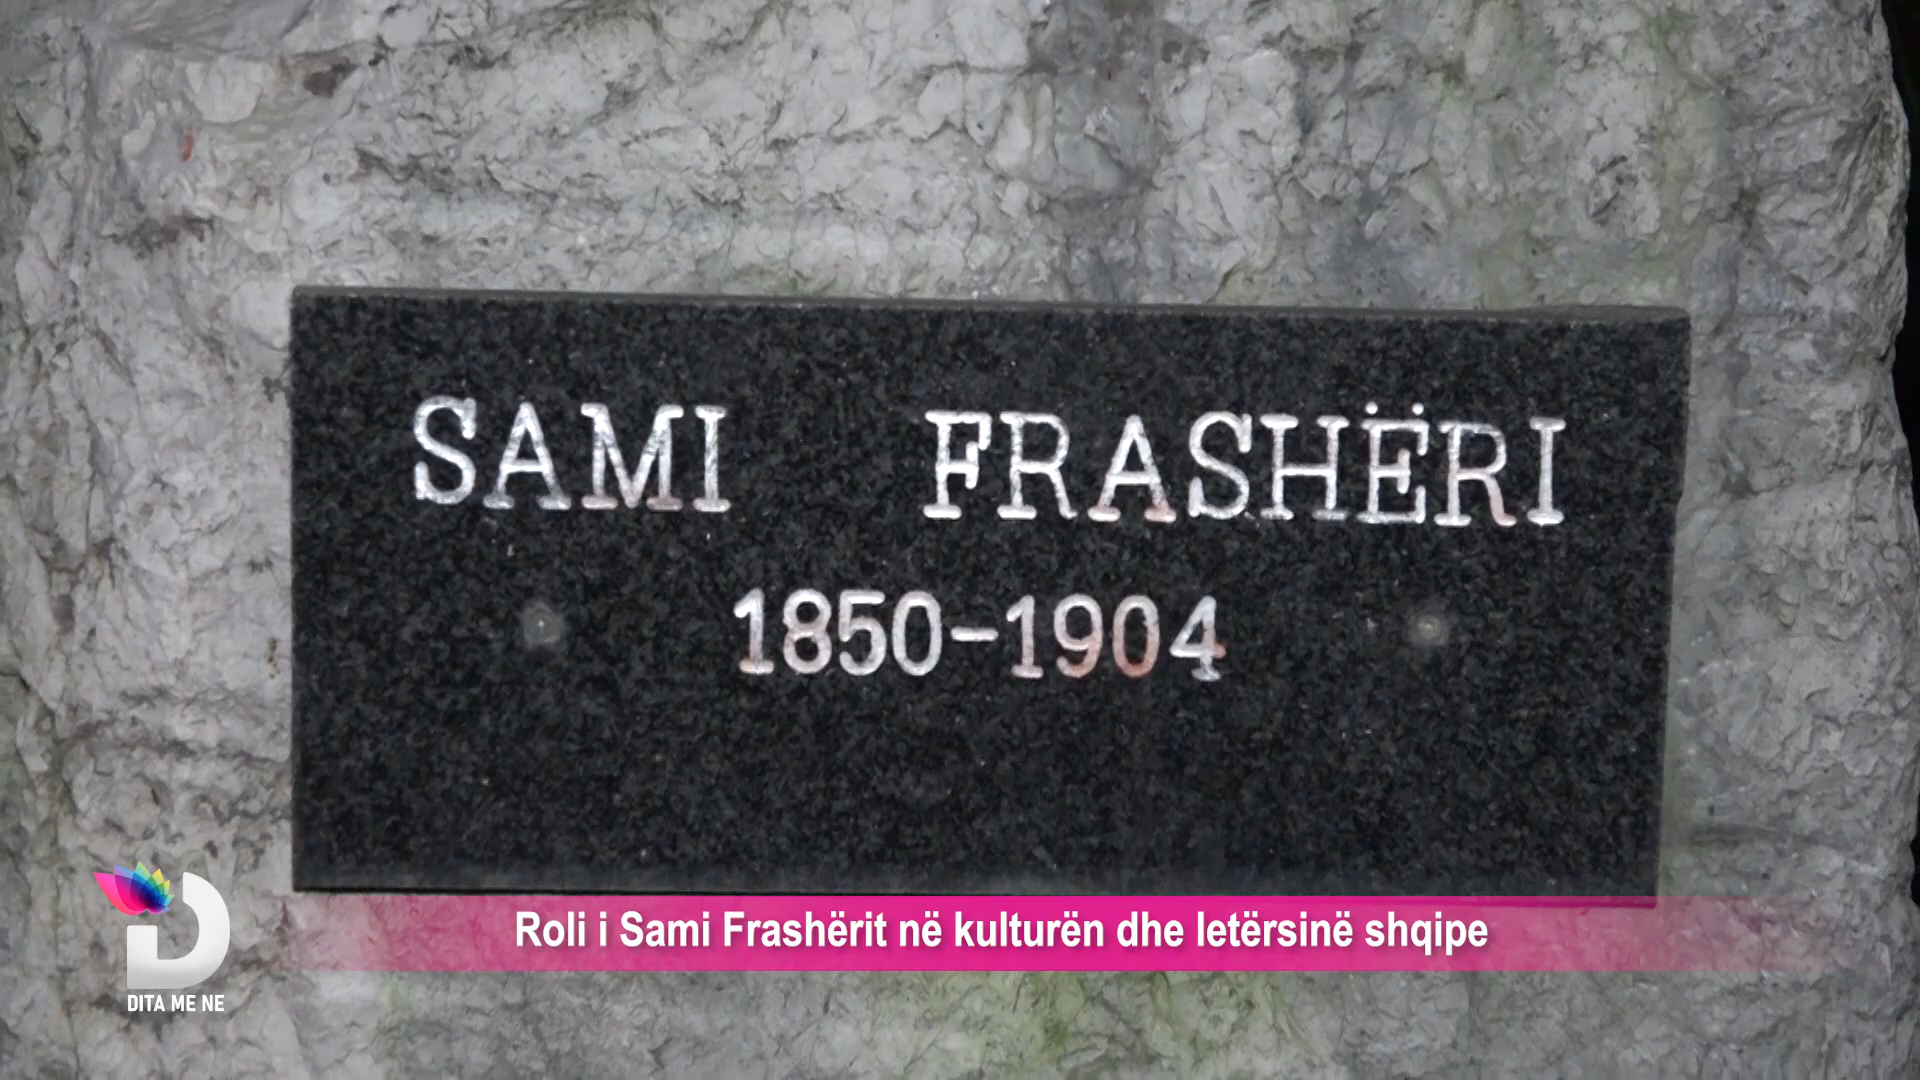 SAMI FRASHËRI
1850-1904
Roli i Sami Frashërit në kulturën dhe letërsinë shqipe
D
DITA ME NE